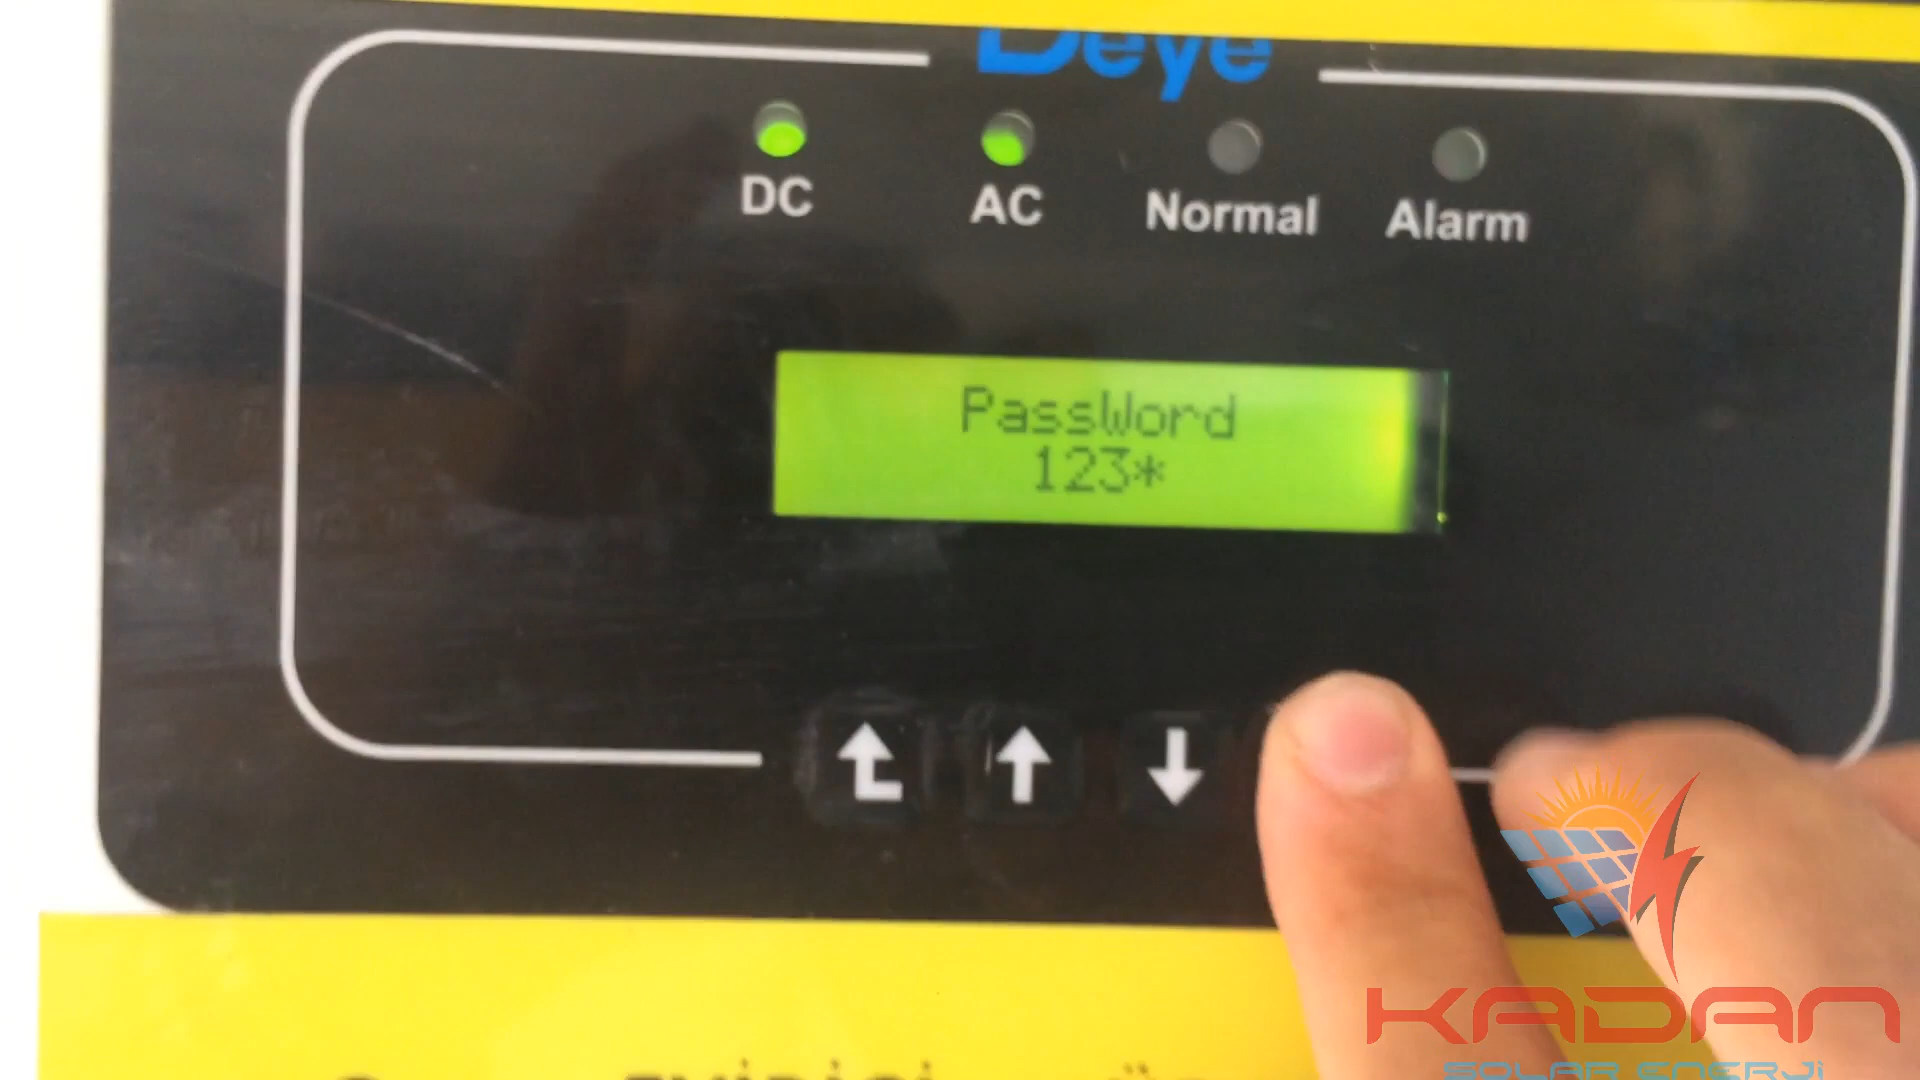 Deye
DC AC Normal Alarm
PassWord
123*
KADAN
SOLAR ENERJİ